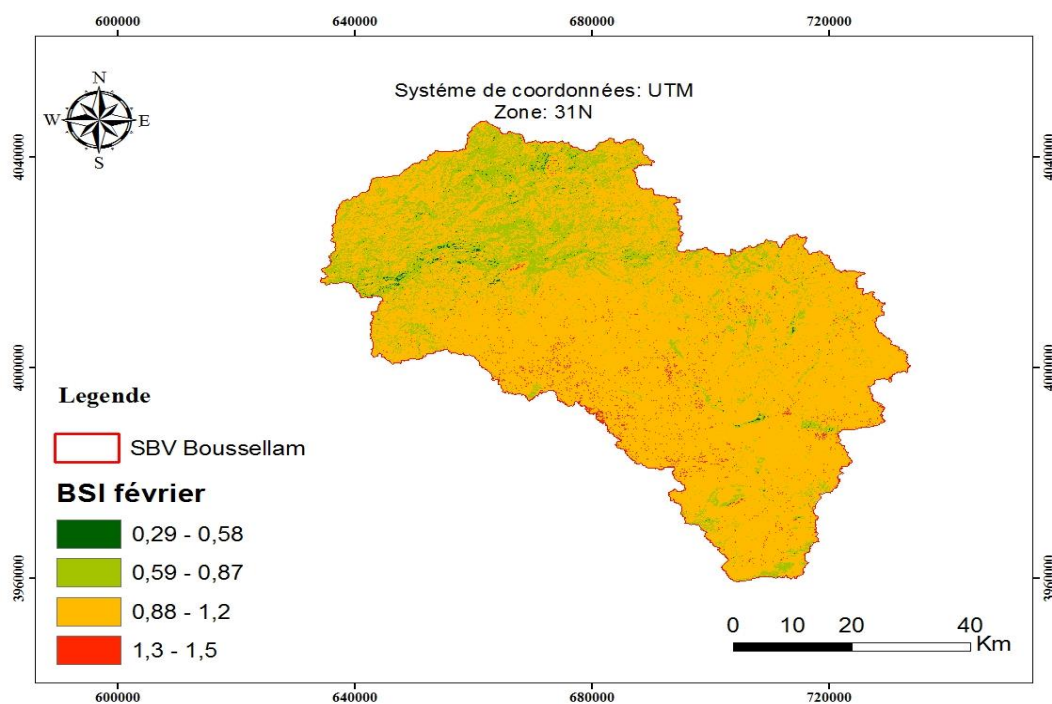 600000 640000 680000 720000
N
W E
S
Systéme de coordonnées: UTM
Zone: 31N
4040000 4040000
4000000 4000000
3960000 3960000
Legende
SBV Boussellam
BSI février
0,29 - 0,58
0,59 - 0,87
0,88 - 1,2
1,3 - 1,5
0 10 20 40
Km
600000 640000 680000 720000